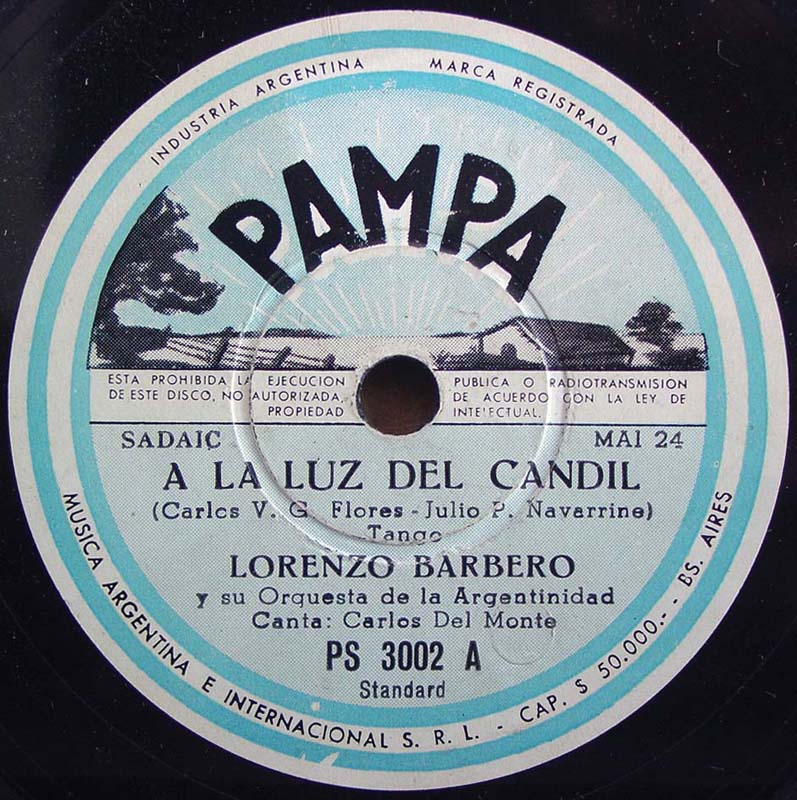 INDUSTRIA ARGENTINA MARCA REGISTRADA
PAMPA
ESTA PROHIBIDA LA EJECUCION PUBLICA O RADIOTRANSMISION
DE ESTE DISCO, NO AUTORIZADA, DE ACUERDO CON LA LEY DE
PROPIEDAD INTELECTUAL.
SADAIC MAI 24
A LA LUZ DEL CANDIL
(Carlos V. G. Flores - Julio P. Navarrine)
Tango
LORENZO BARBERO
y su Orquesta de la Argentinidad
Canta: Carlos Del Monte
PS 3002 A
Standard
MUSICA ARGENTINA E INTERNACIONAL S. R. L. - CAP. $ 50.000.- - BS. AIRES